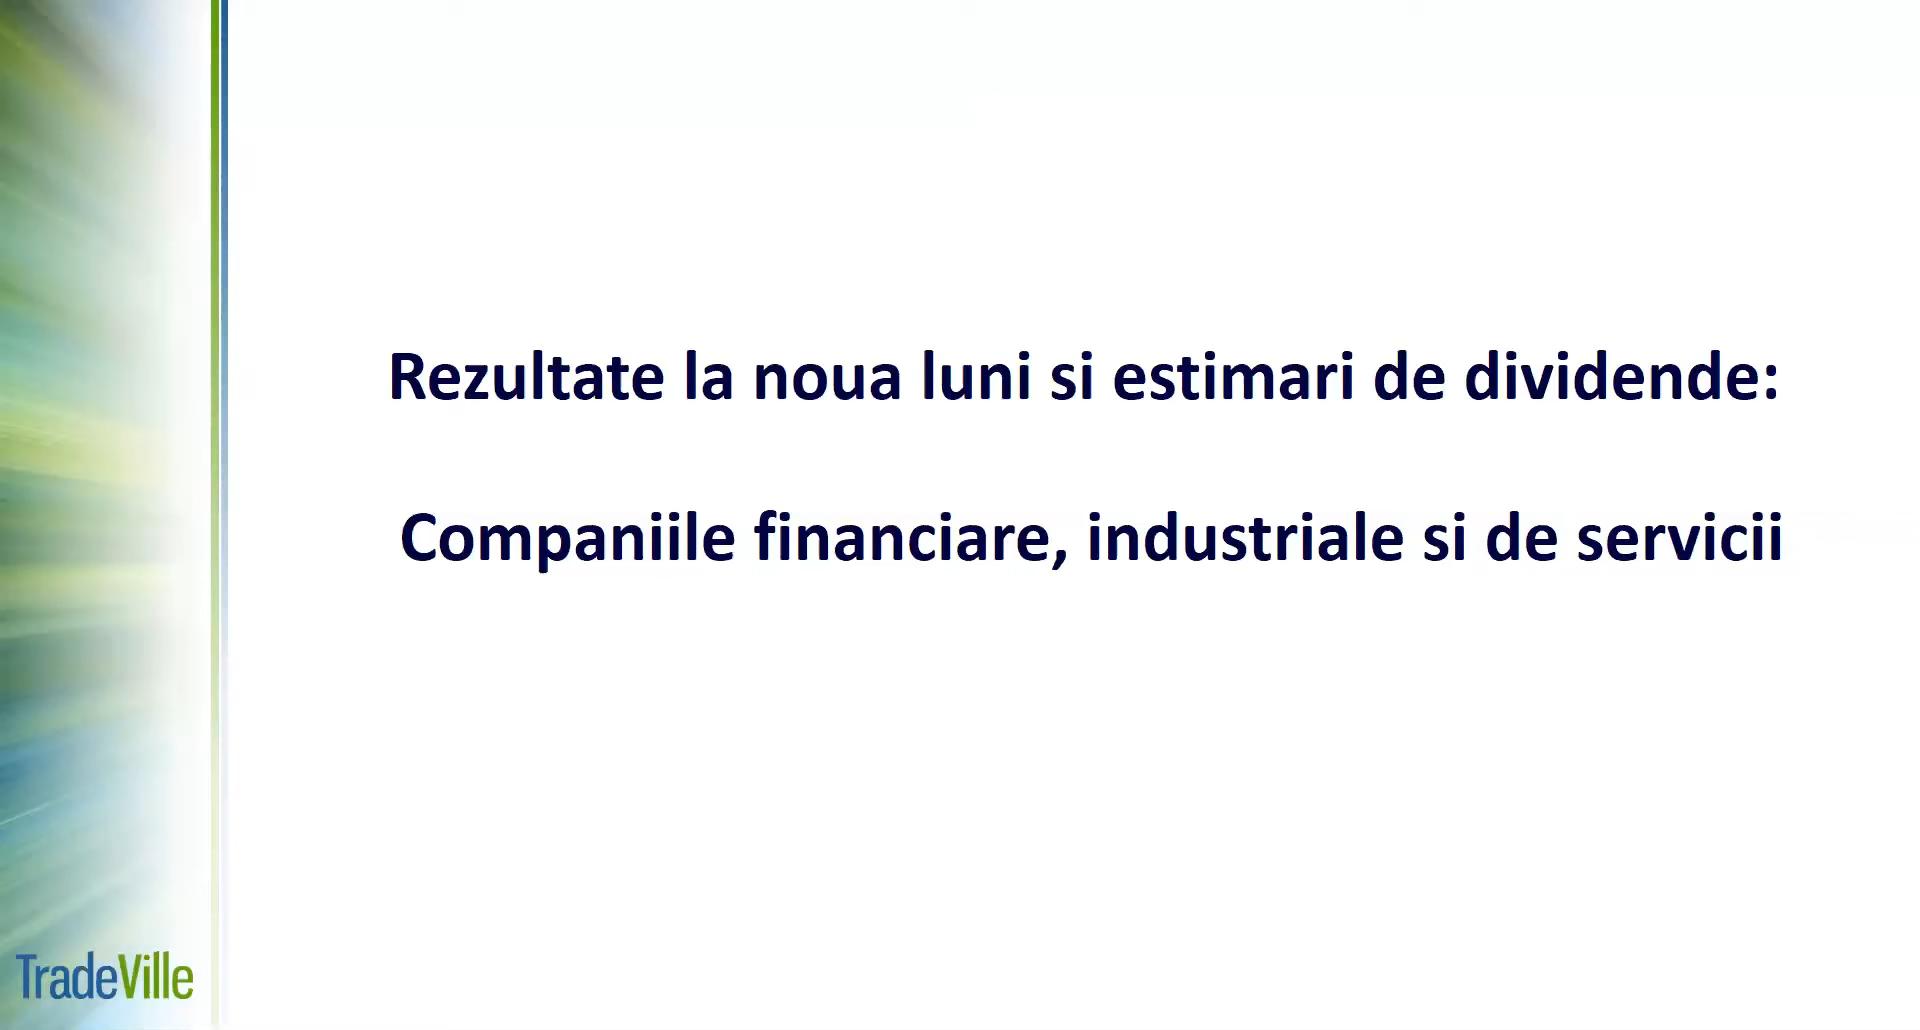 Rezultate la noua luni si estimari de dividende:
Companiile financiare, industriale si de servicii
TradeVille